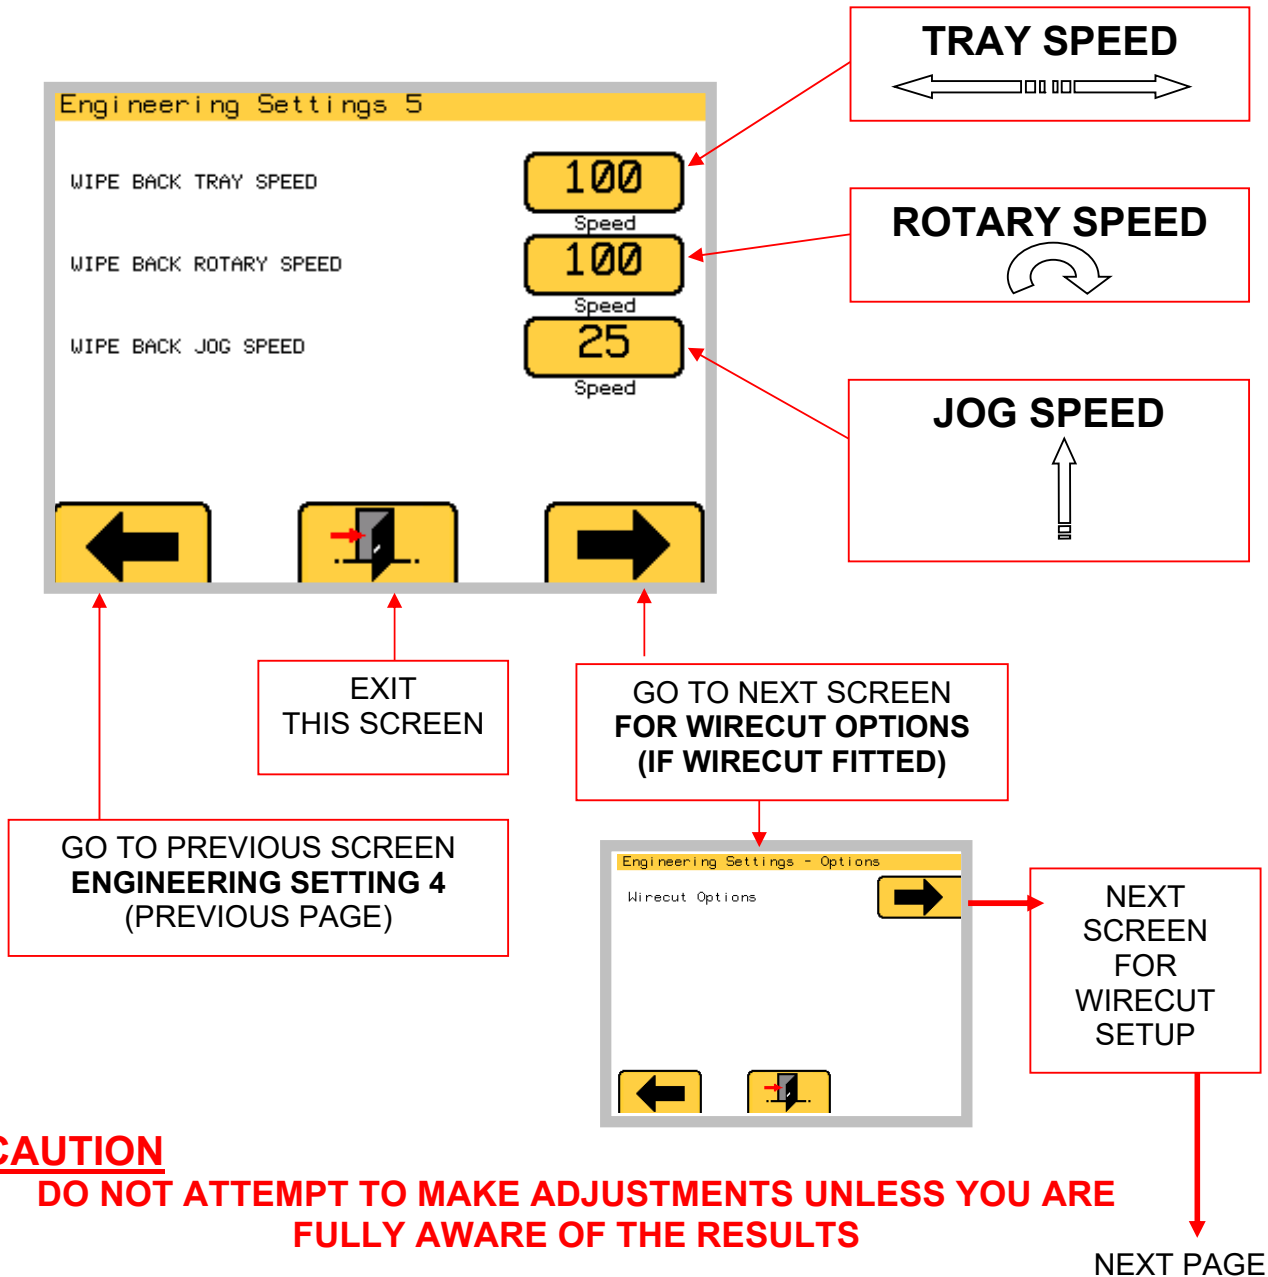 TRAY SPEED
Engineering Settings 5
WIPE BACK TRAY SPEED
100
Speed
ROTARY SPEED
WIPE BACK ROTARY SPEED
100
Speed
WIPE BACK JOG SPEED
25
Speed
JOG SPEED
EXIT
THIS SCREEN
GO TO NEXT SCREEN
FOR WIRECUT OPTIONS
(IF WIRECUT FITTED)
GO TO PREVIOUS SCREEN
ENGINEERING SETTING 4
(PREVIOUS PAGE)
Engineering Settings - Options
Wirecut Options
NEXT
SCREEN
FOR
WIRECUT
SETUP
CAUTION
DO NOT ATTEMPT TO MAKE ADJUSTMENTS UNLESS YOU ARE
FULLY AWARE OF THE RESULTS
NEXT PAGE